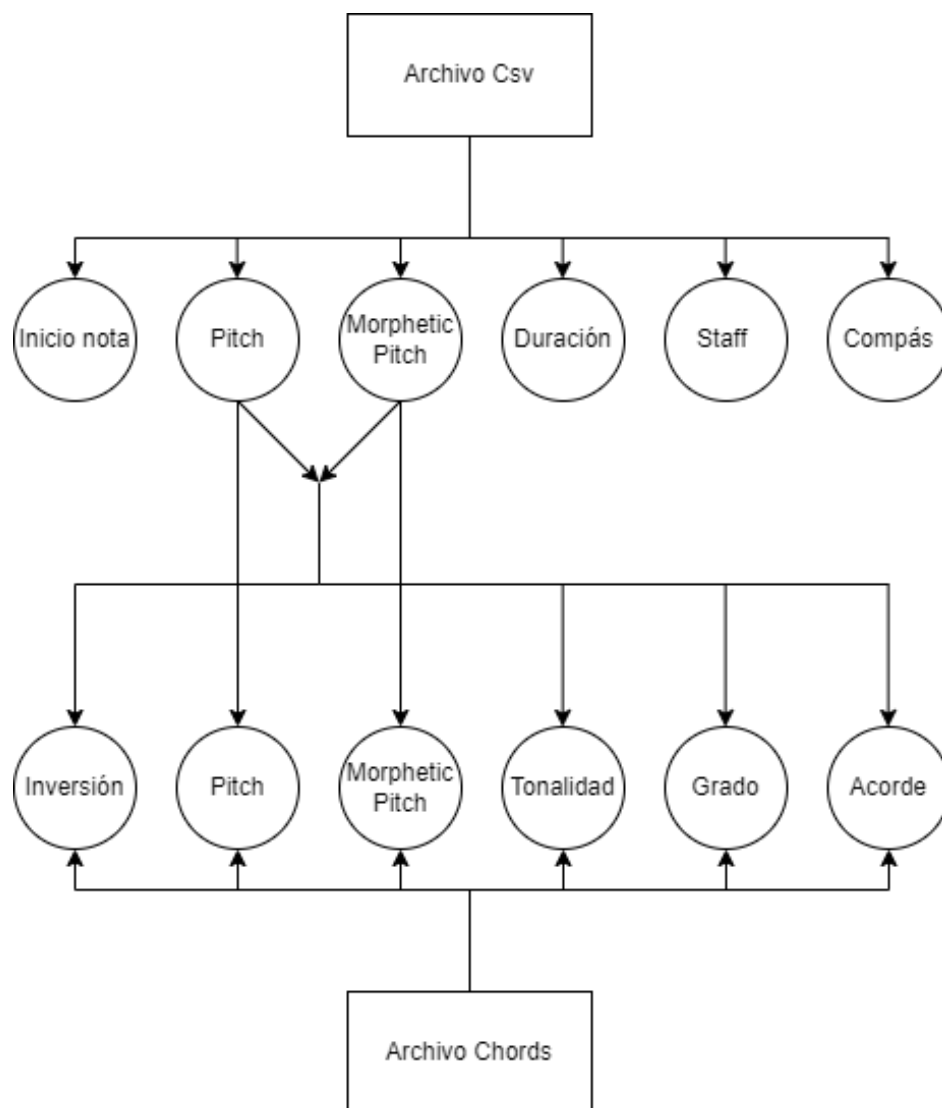 Archivo Csv
Inicio nota
Pitch
Morphetic
Pitch
Duración
Staff
Compás
Inversión
Pitch
Morphetic
Pitch
Tonalidad
Grado
Acorde
Archivo Chords